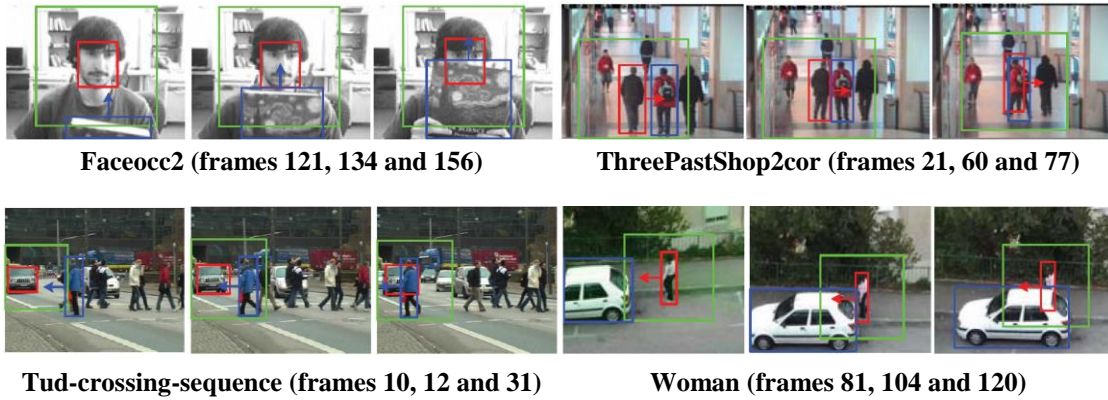 Faceocc2 (frames 121, 134 and 156)
ThreePastShop2cor (frames 21, 60 and 77)
Tud-crossing-sequence (frames 10, 12 and 31)
Woman (frames 81, 104 and 120)